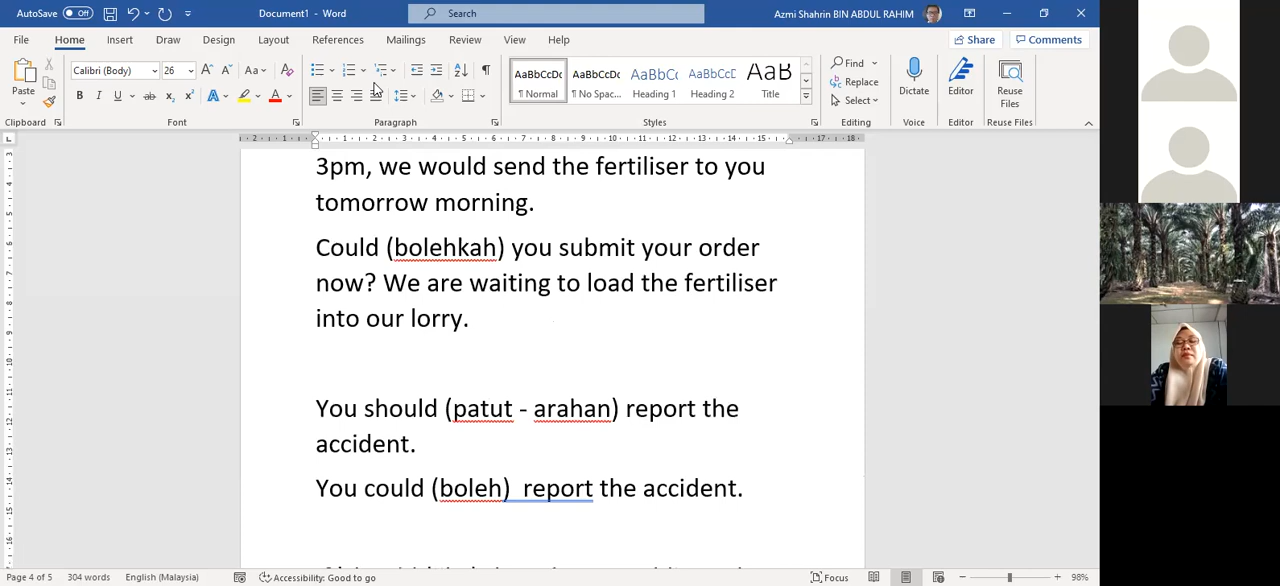 AutoSave Off
Document1 - Word
Search
Azmi Shahrin BIN ABDUL RAHIM
File Home Insert Draw Design Layout References Mailings Review View Help
Share Comments
Paste
Calibri (Body) 26
AaBbCcDc AaBbCcDc AaBbCc AaBbCcC AaB
Normal No Spac... Heading 1 Heading 2 Title
Find
Replace
Select
Dictate
Editor
Reuse Files
Clipboard Font Paragraph Styles Editing Voice Editor Reuse Files
3pm, we would send the fertiliser to you
tomorrow morning.
Could (bolehkah) you submit your order
now? We are waiting to load the fertiliser
into our lorry.
You should (patut - arahan) report the
accident.
You could (boleh)  report the accident.
Page 4 of 5 304 words English (Malaysia) Accessibility: Good to go Focus 98%